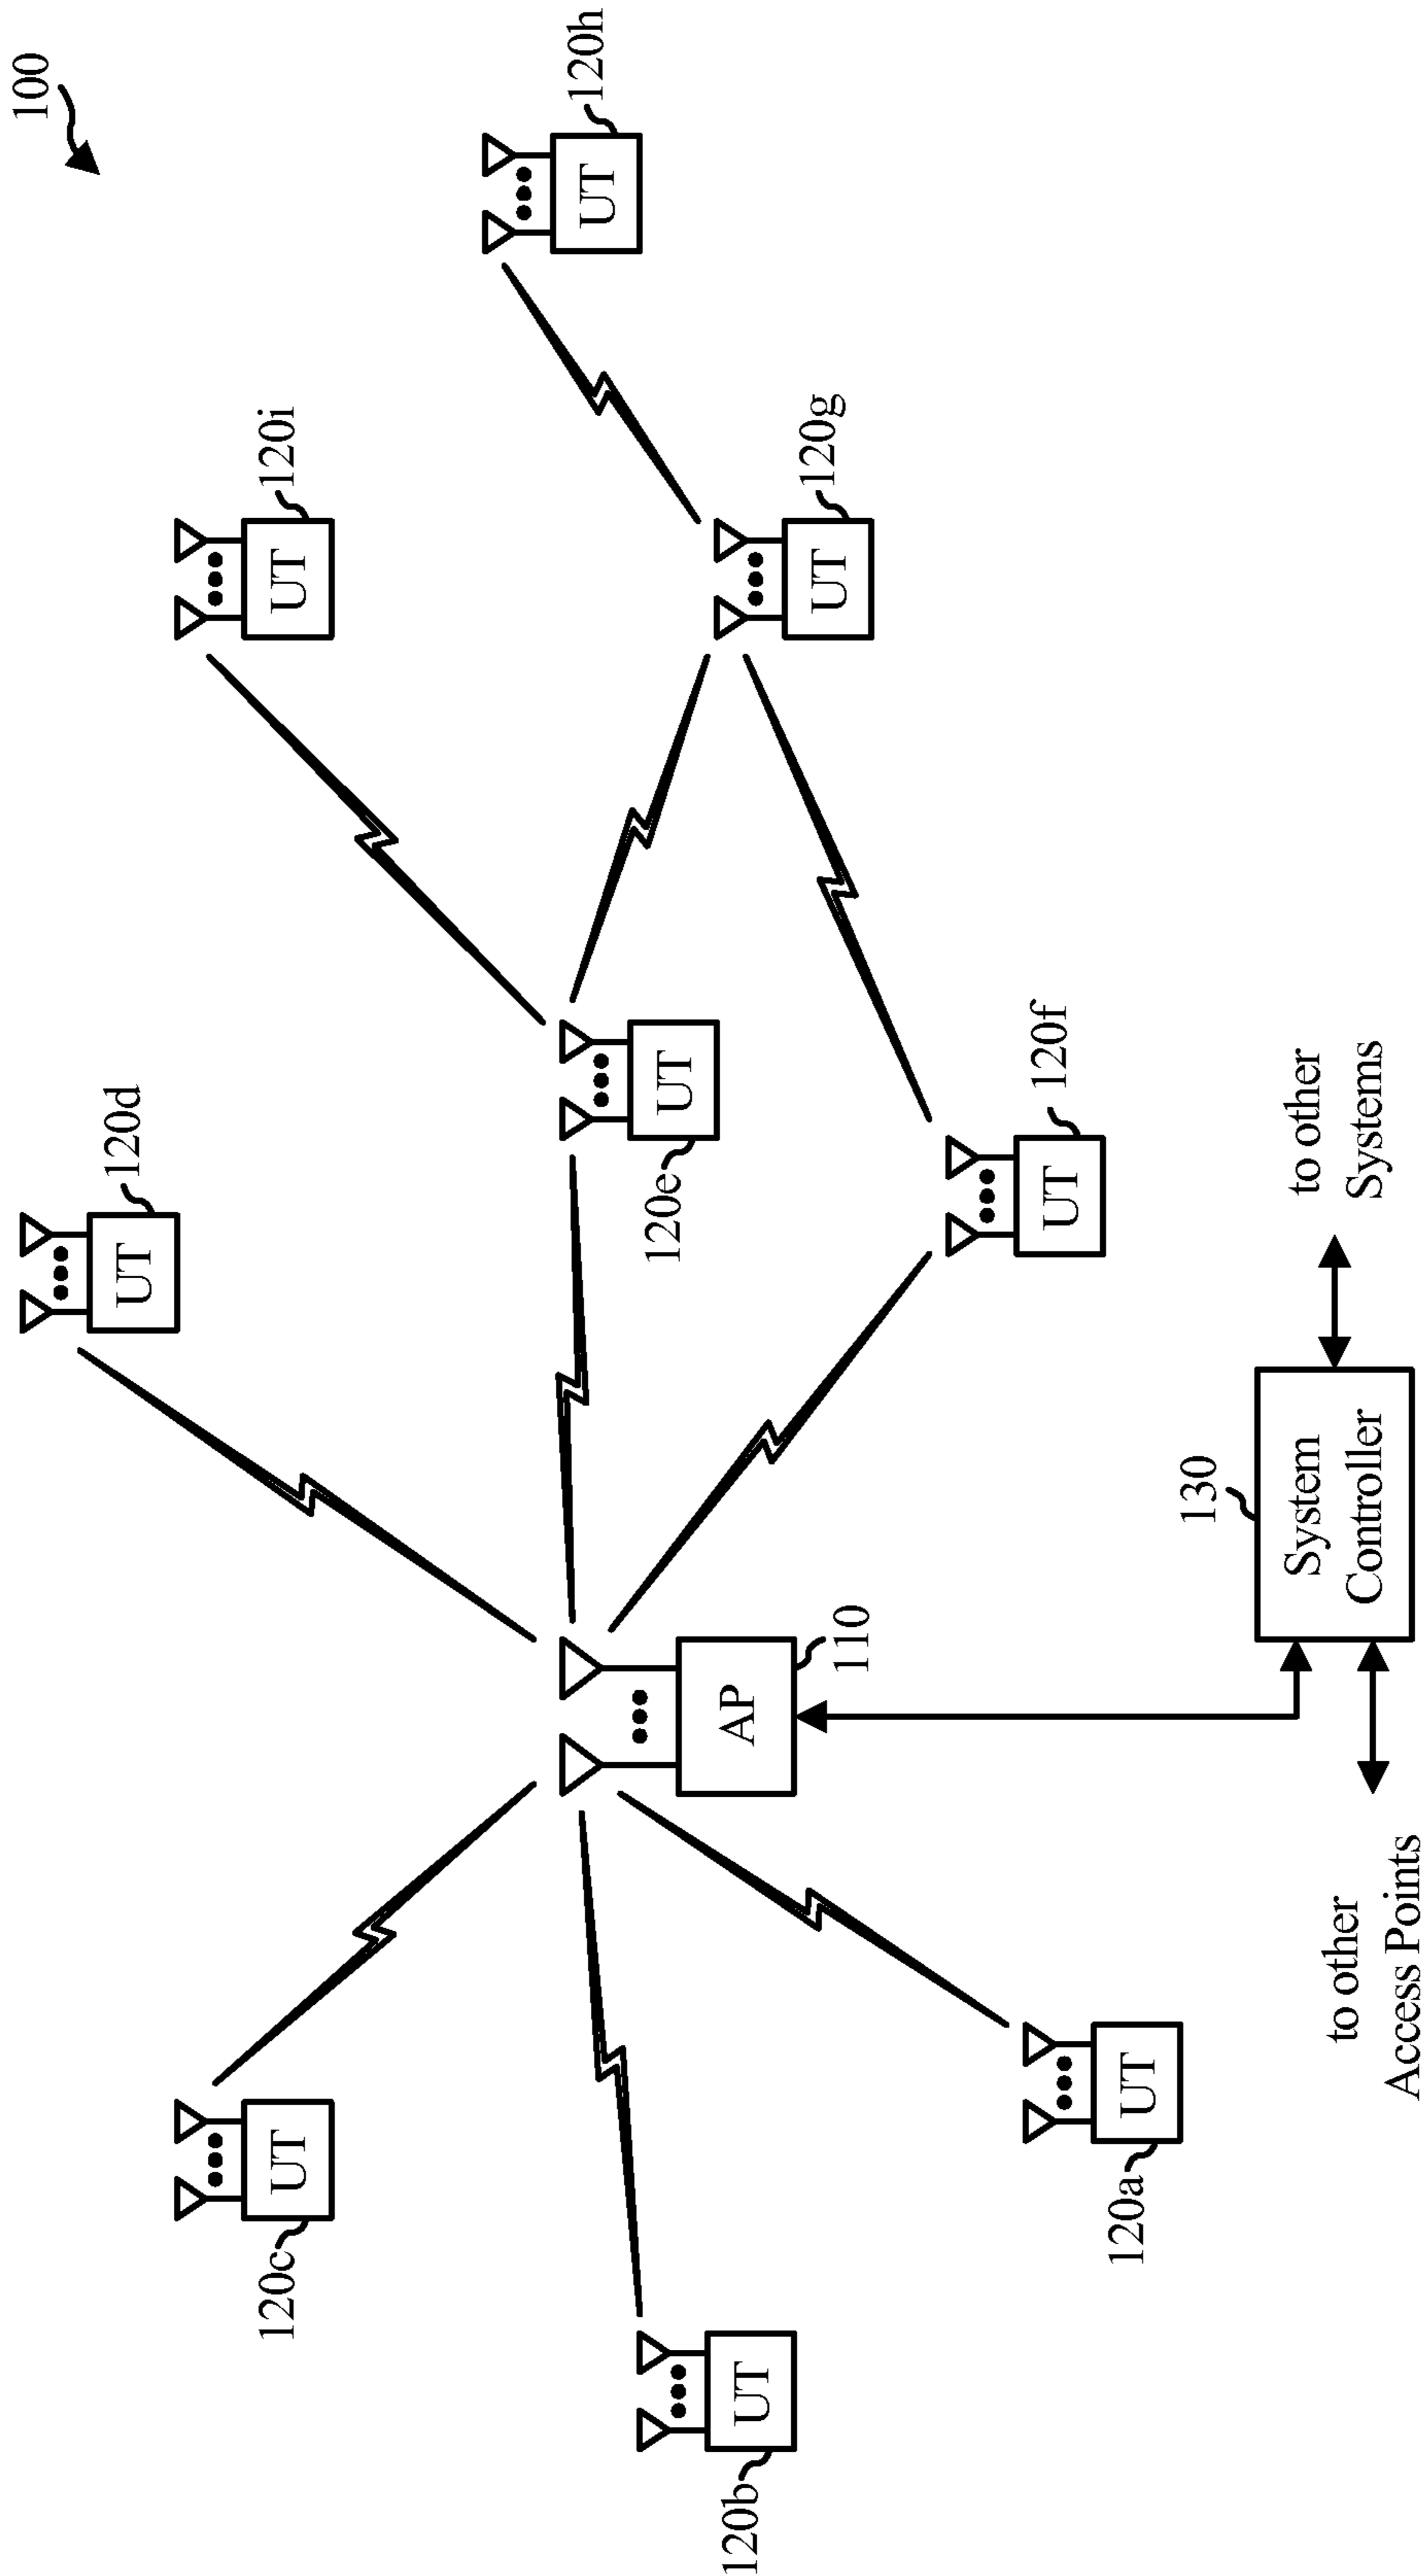 100
120d
UT
120i
UT
120c
UT
120h
UT
120e
UT
120b
UT
AP
110
120g
UT
120f
UT
120a
UT
130
System
Controller
to other
Systems
to other
Access Points